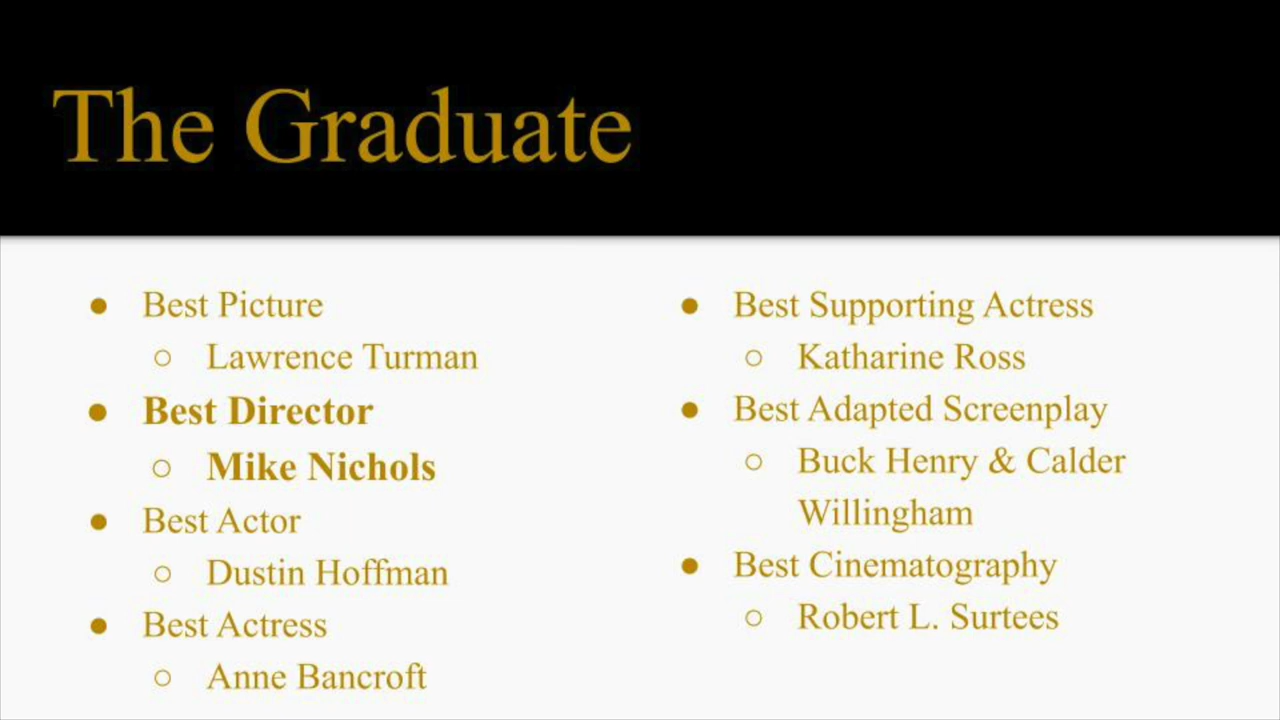 The Graduate
● Best Picture
○ Lawrence Turman
● Best Director
○ Mike Nichols
● Best Actor
○ Dustin Hoffman
● Best Actress
○ Anne Bancroft
● Best Supporting Actress
○ Katharine Ross
● Best Adapted Screenplay
○ Buck Henry & Calder
Willingham
● Best Cinematography
○ Robert L. Surtees